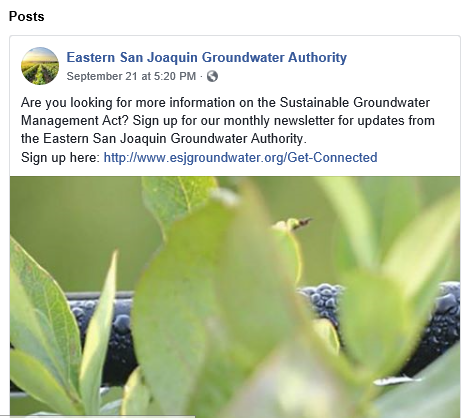 Posts
Eastern San Joaquin Groundwater Authority
September 21 at 5:20 PM ·
Are you looking for more information on the Sustainable Groundwater
Management Act? Sign up for our monthly newsletter for updates from
the Eastern San Joaquin Groundwater Authority.
Sign up here: http://www.esjgroundwater.org/Get-Connected